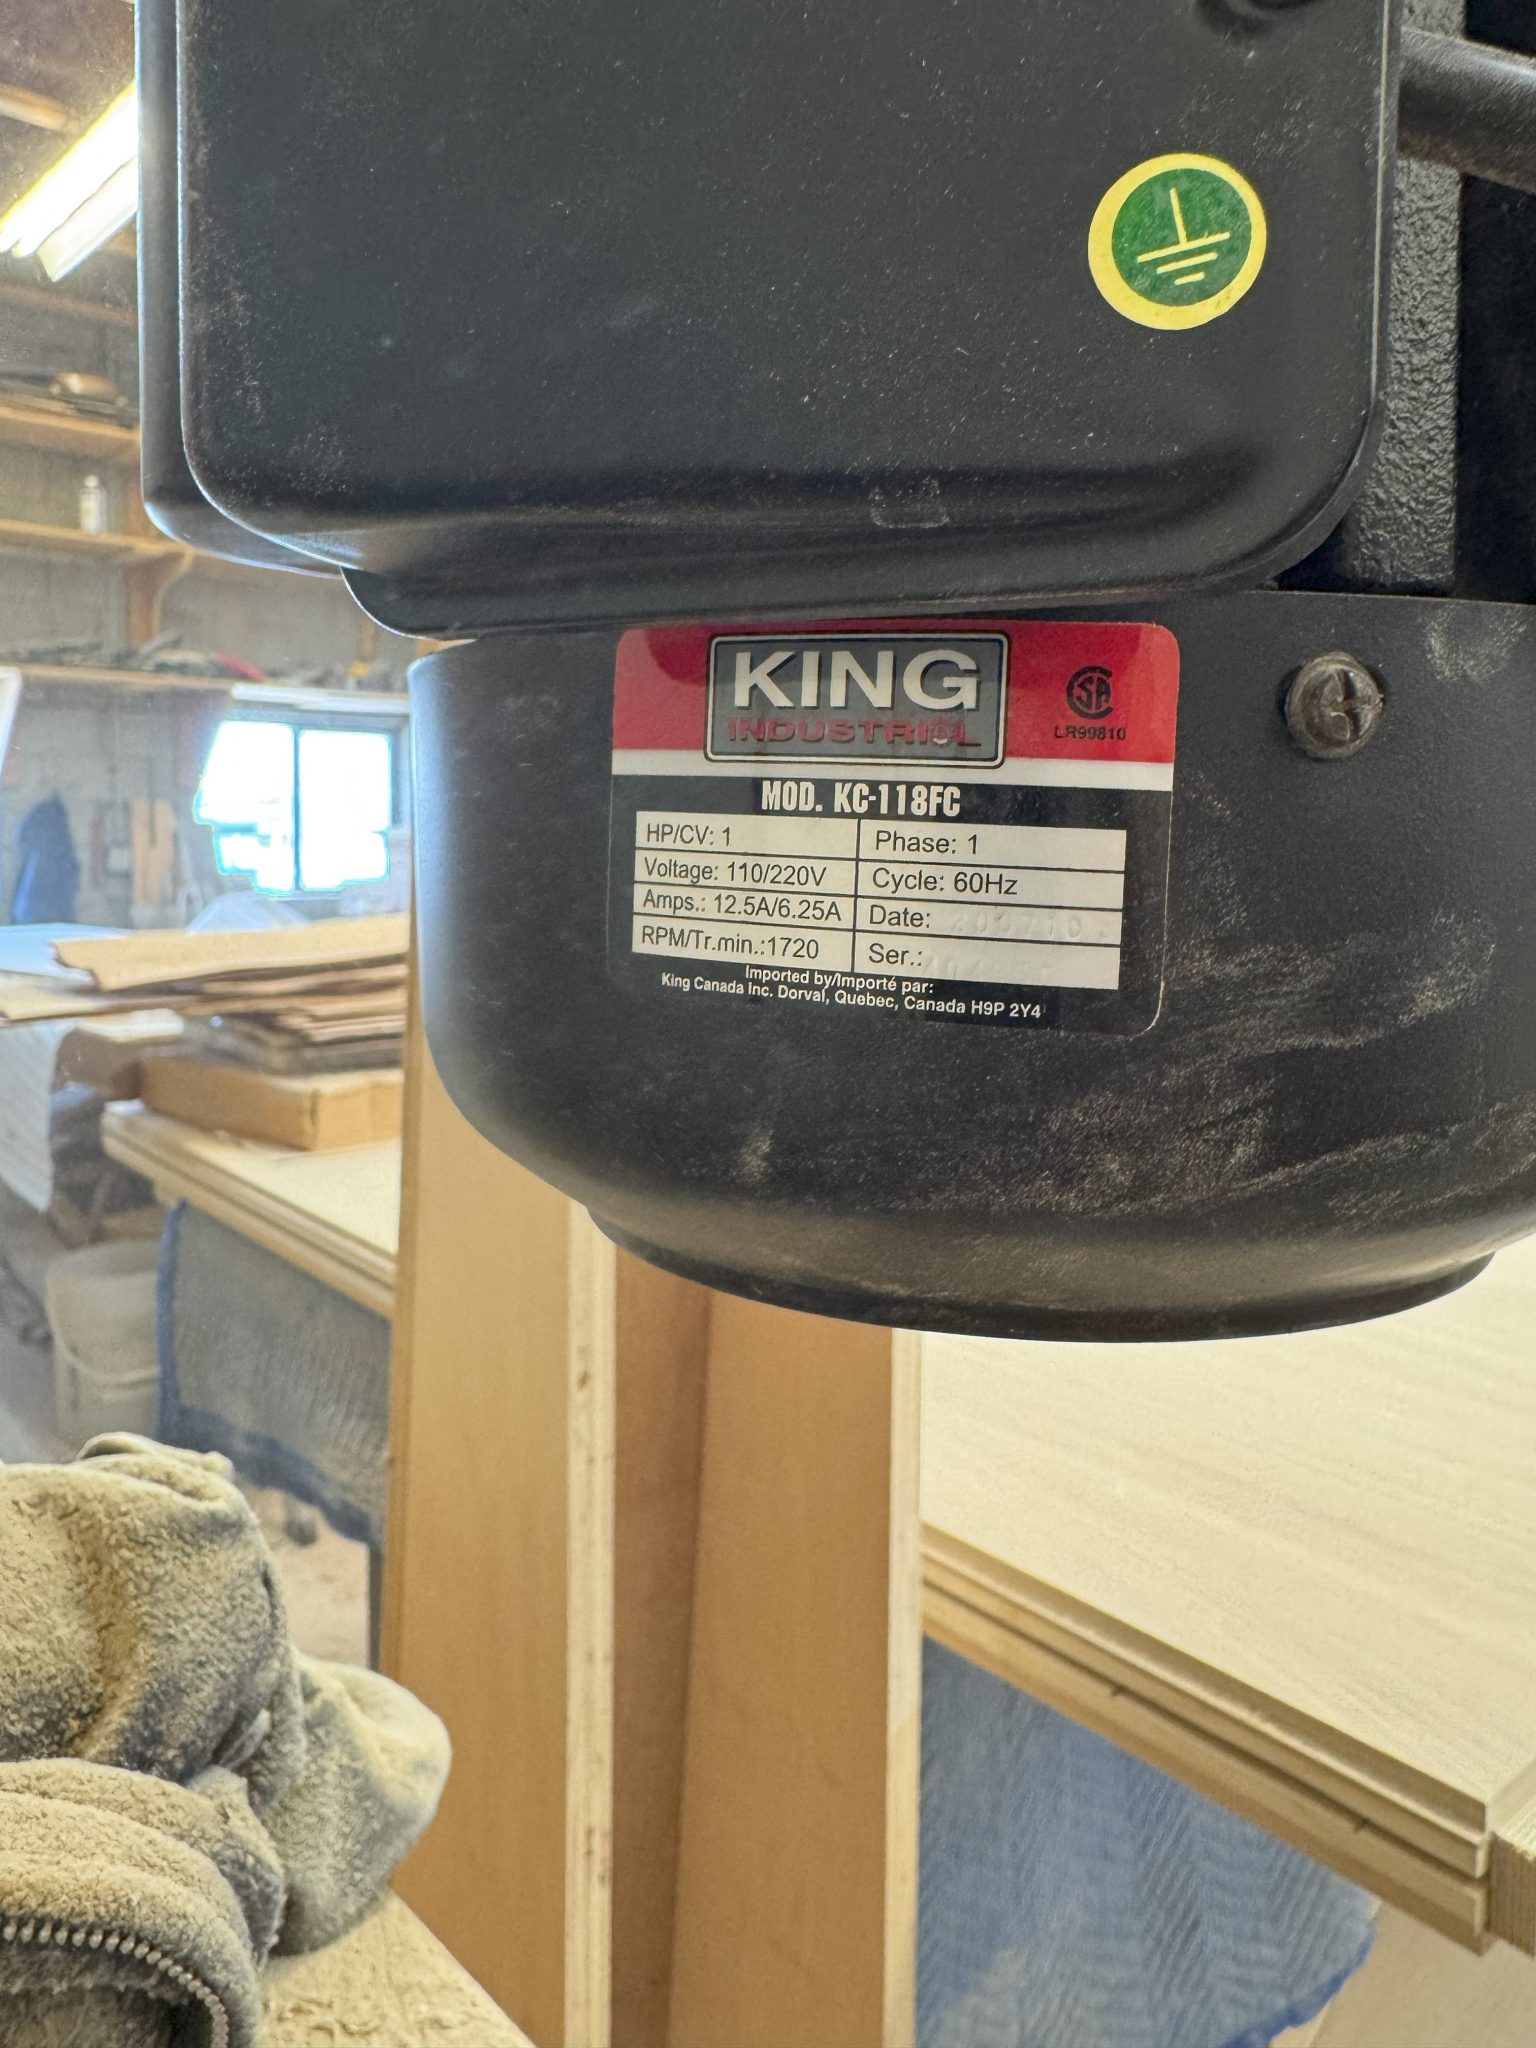 KING
INDUSTRIAL
CSA
LR99810
MOD. KC-118FC
HP/CV: 1
Phase: 1
Voltage: 110/220V
Cycle: 60Hz
Amps.: 12.5A/6.25A
Date:
RPM/Tr.min.:1720
Ser.:
Imported by/Importé par:
King Canada Inc. Dorval, Quebec, Canada H9P 2Y4